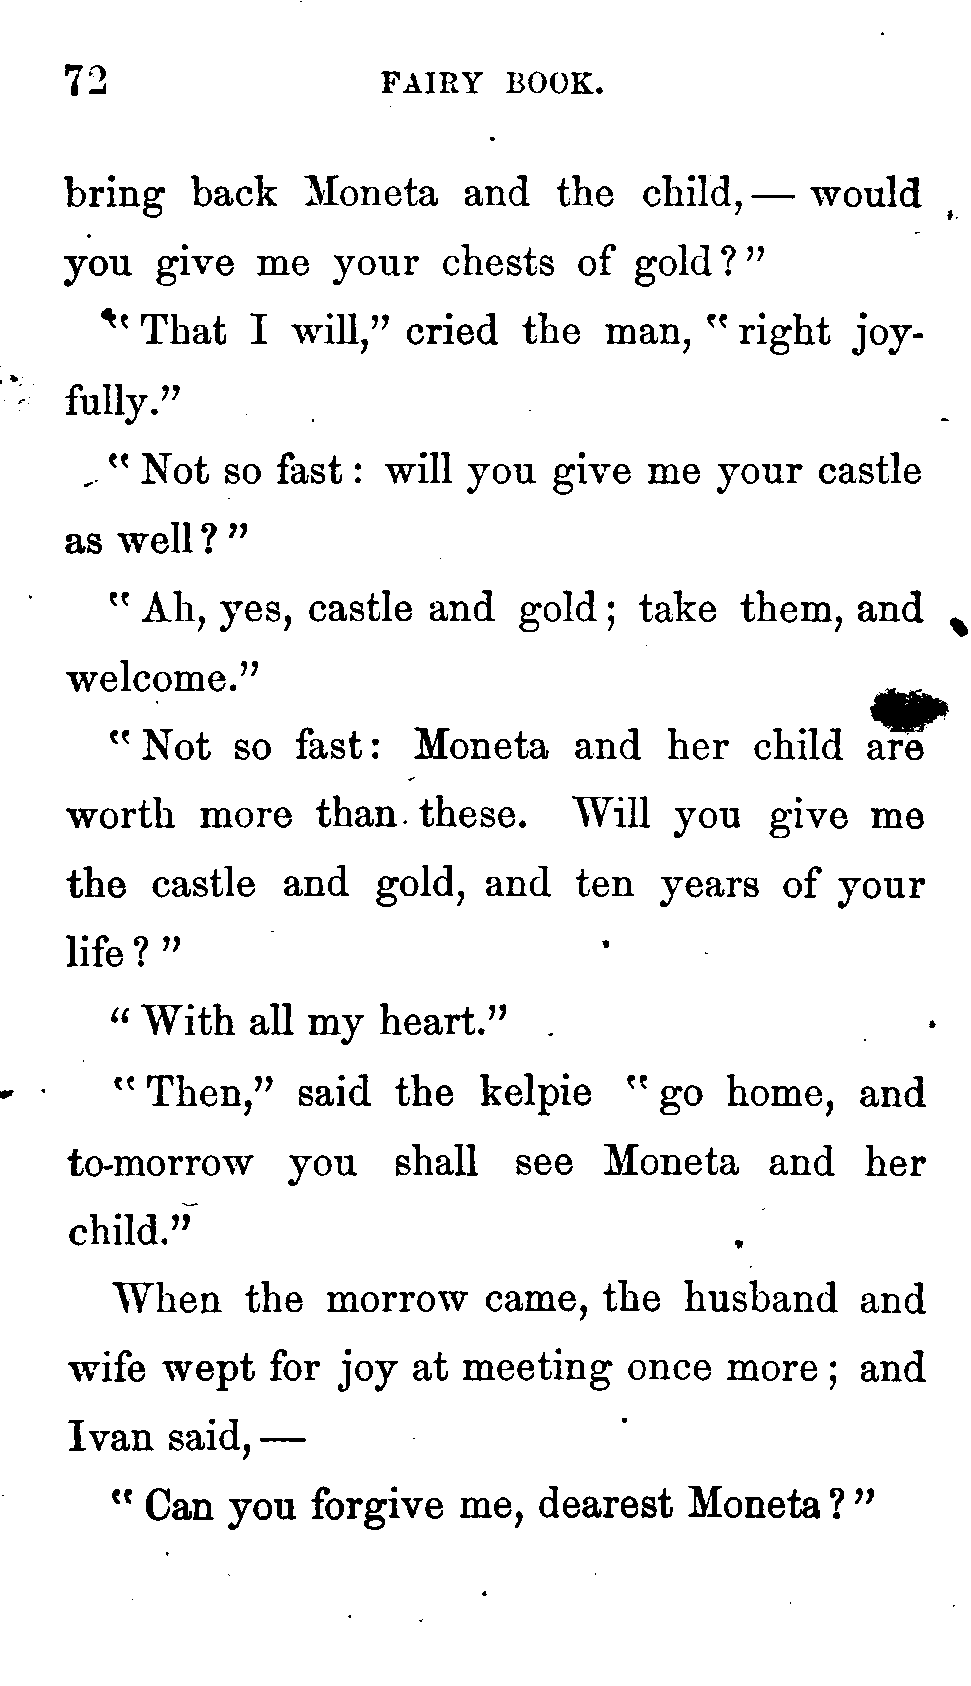 72 FAIRY BOOK.
bring back Moneta and the child,— would
you give me your chests of gold?"
"That I will," cried the man, "right joy-
fully."
"Not so fast: will you give me your castle
as well?"
"Ah, yes, castle and gold; take them, and
welcome."
"Not so fast: Moneta and her child are
worth more than these. Will you give me
the castle and gold, and ten years of your
life?"
"With all my heart."
"Then," said the kelpie "go home, and
to-morrow you shall see Moneta and her
child."
When the morrow came, the husband and
wife wept for joy at meeting once more; and
Ivan said,—
"Can you forgive me, dearest Moneta?"